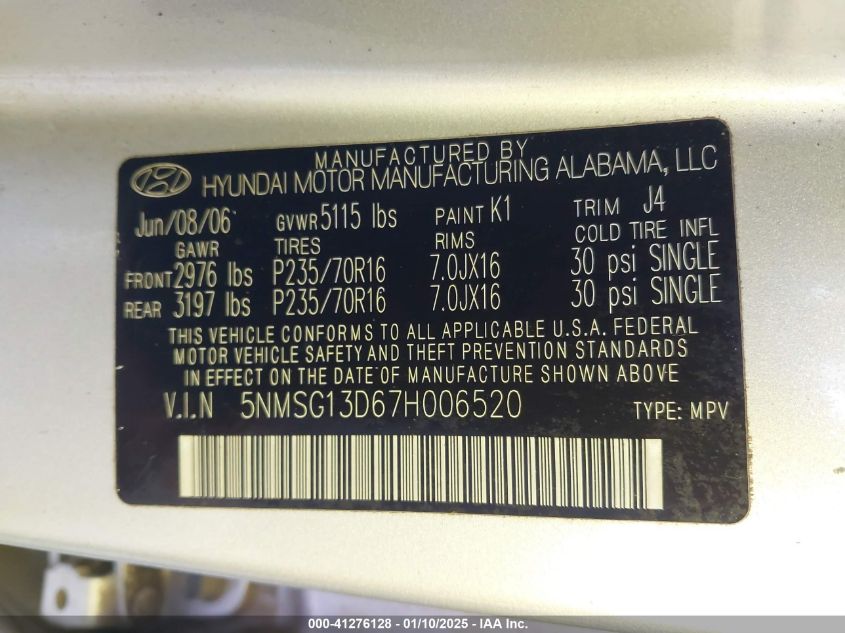 MANUFACTURED BY
HYUNDAI MOTOR MANUFACTURING ALABAMA, LLC
Jun/08/06 GVWR 5115 lbs PAINT K1 TRIM J4
GAWR TIRES RIMS COLD TIRE INFL
FRONT 2976 lbs P235/70R16 7.0JX16 30 psi SINGLE
REAR 3197 lbs P235/70R16 7.0JX16 30 psi SINGLE
THIS VEHICLE CONFORMS TO ALL APPLICABLE U.S.A. FEDERAL
MOTOR VEHICLE SAFETY AND THEFT PREVENTION STANDARDS
IN EFFECT ON THE DATE OF MANUFACTURE SHOWN ABOVE
V.I.N 5NMSG13D67H006520 TYPE: MPV
000-41276128 - 01/10/2025 - IAA Inc.